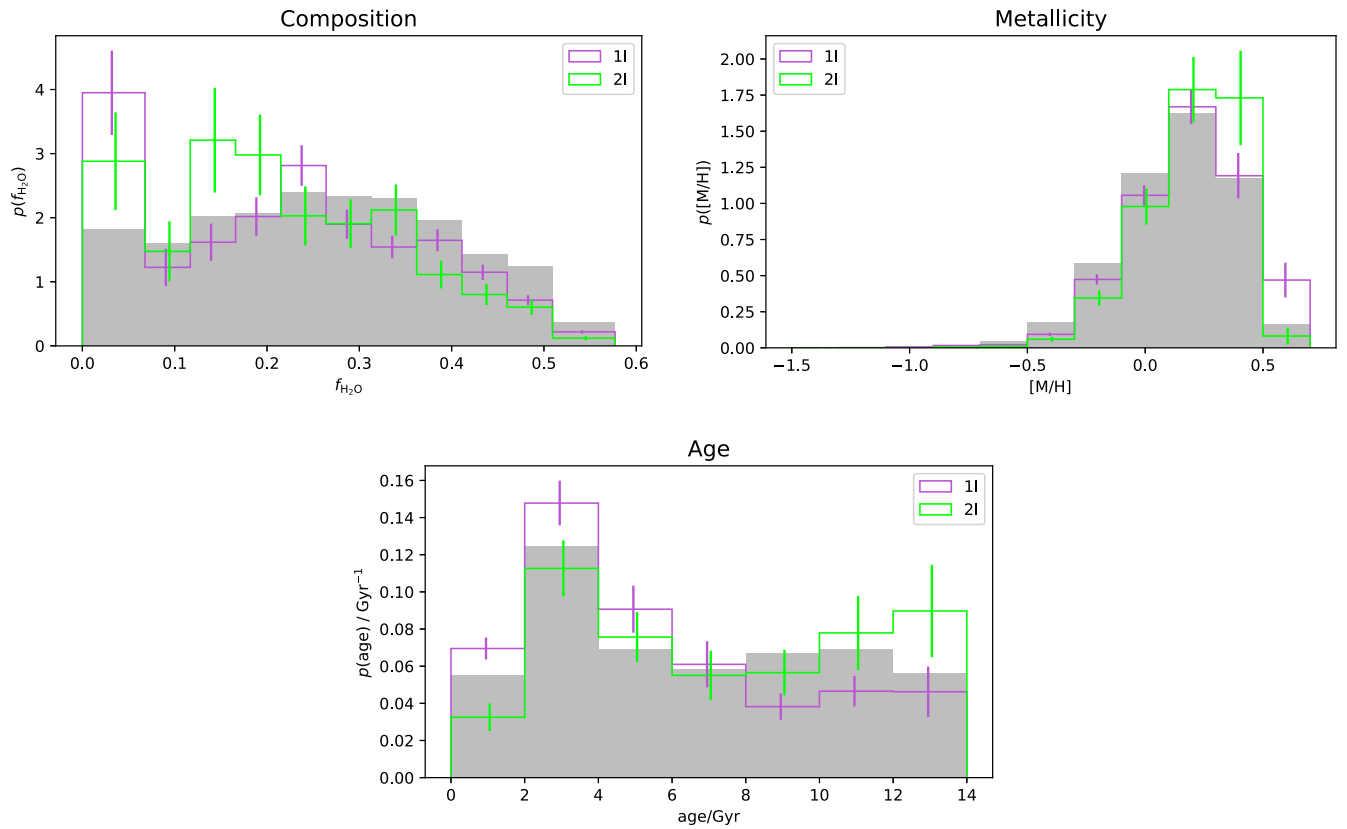 Composition
1I
2I
4
3
2
1
0
p(f_H₂O)
0.0 0.1 0.2 0.3 0.4 0.5 0.6
f_H₂O
Metallicity
1I
2I
2.00
1.75
1.50
1.25
1.00
0.75
0.50
0.25
0.00
p([M/H])
−1.5 −1.0 −0.5 0.0 0.5
[M/H]
Age
1I
2I
0.16
0.14
0.12
0.10
0.08
0.06
0.04
0.02
0.00
p(age) / Gyr⁻¹
0 2 4 6 8 10 12 14
age/Gyr